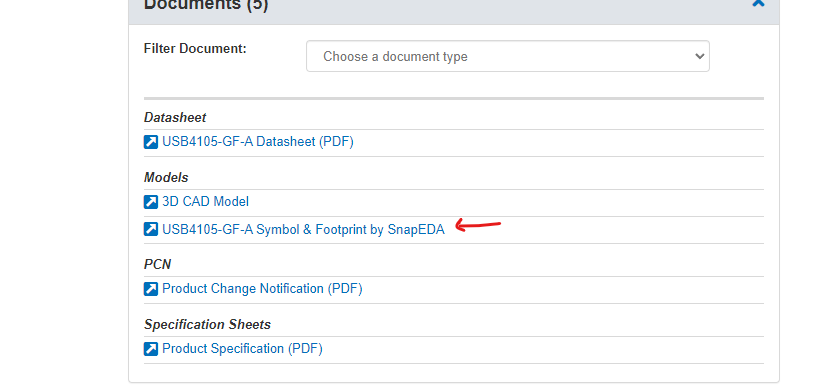 Documents (5)
Filter Document:
Choose a document type
Datasheet
USB4105-GF-A Datasheet (PDF)
Models
3D CAD Model
USB4105-GF-A Symbol & Footprint by SnapEDA
PCN
Product Change Notification (PDF)
Specification Sheets
Product Specification (PDF)